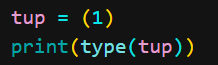 tup = (1)
print(type(tup))